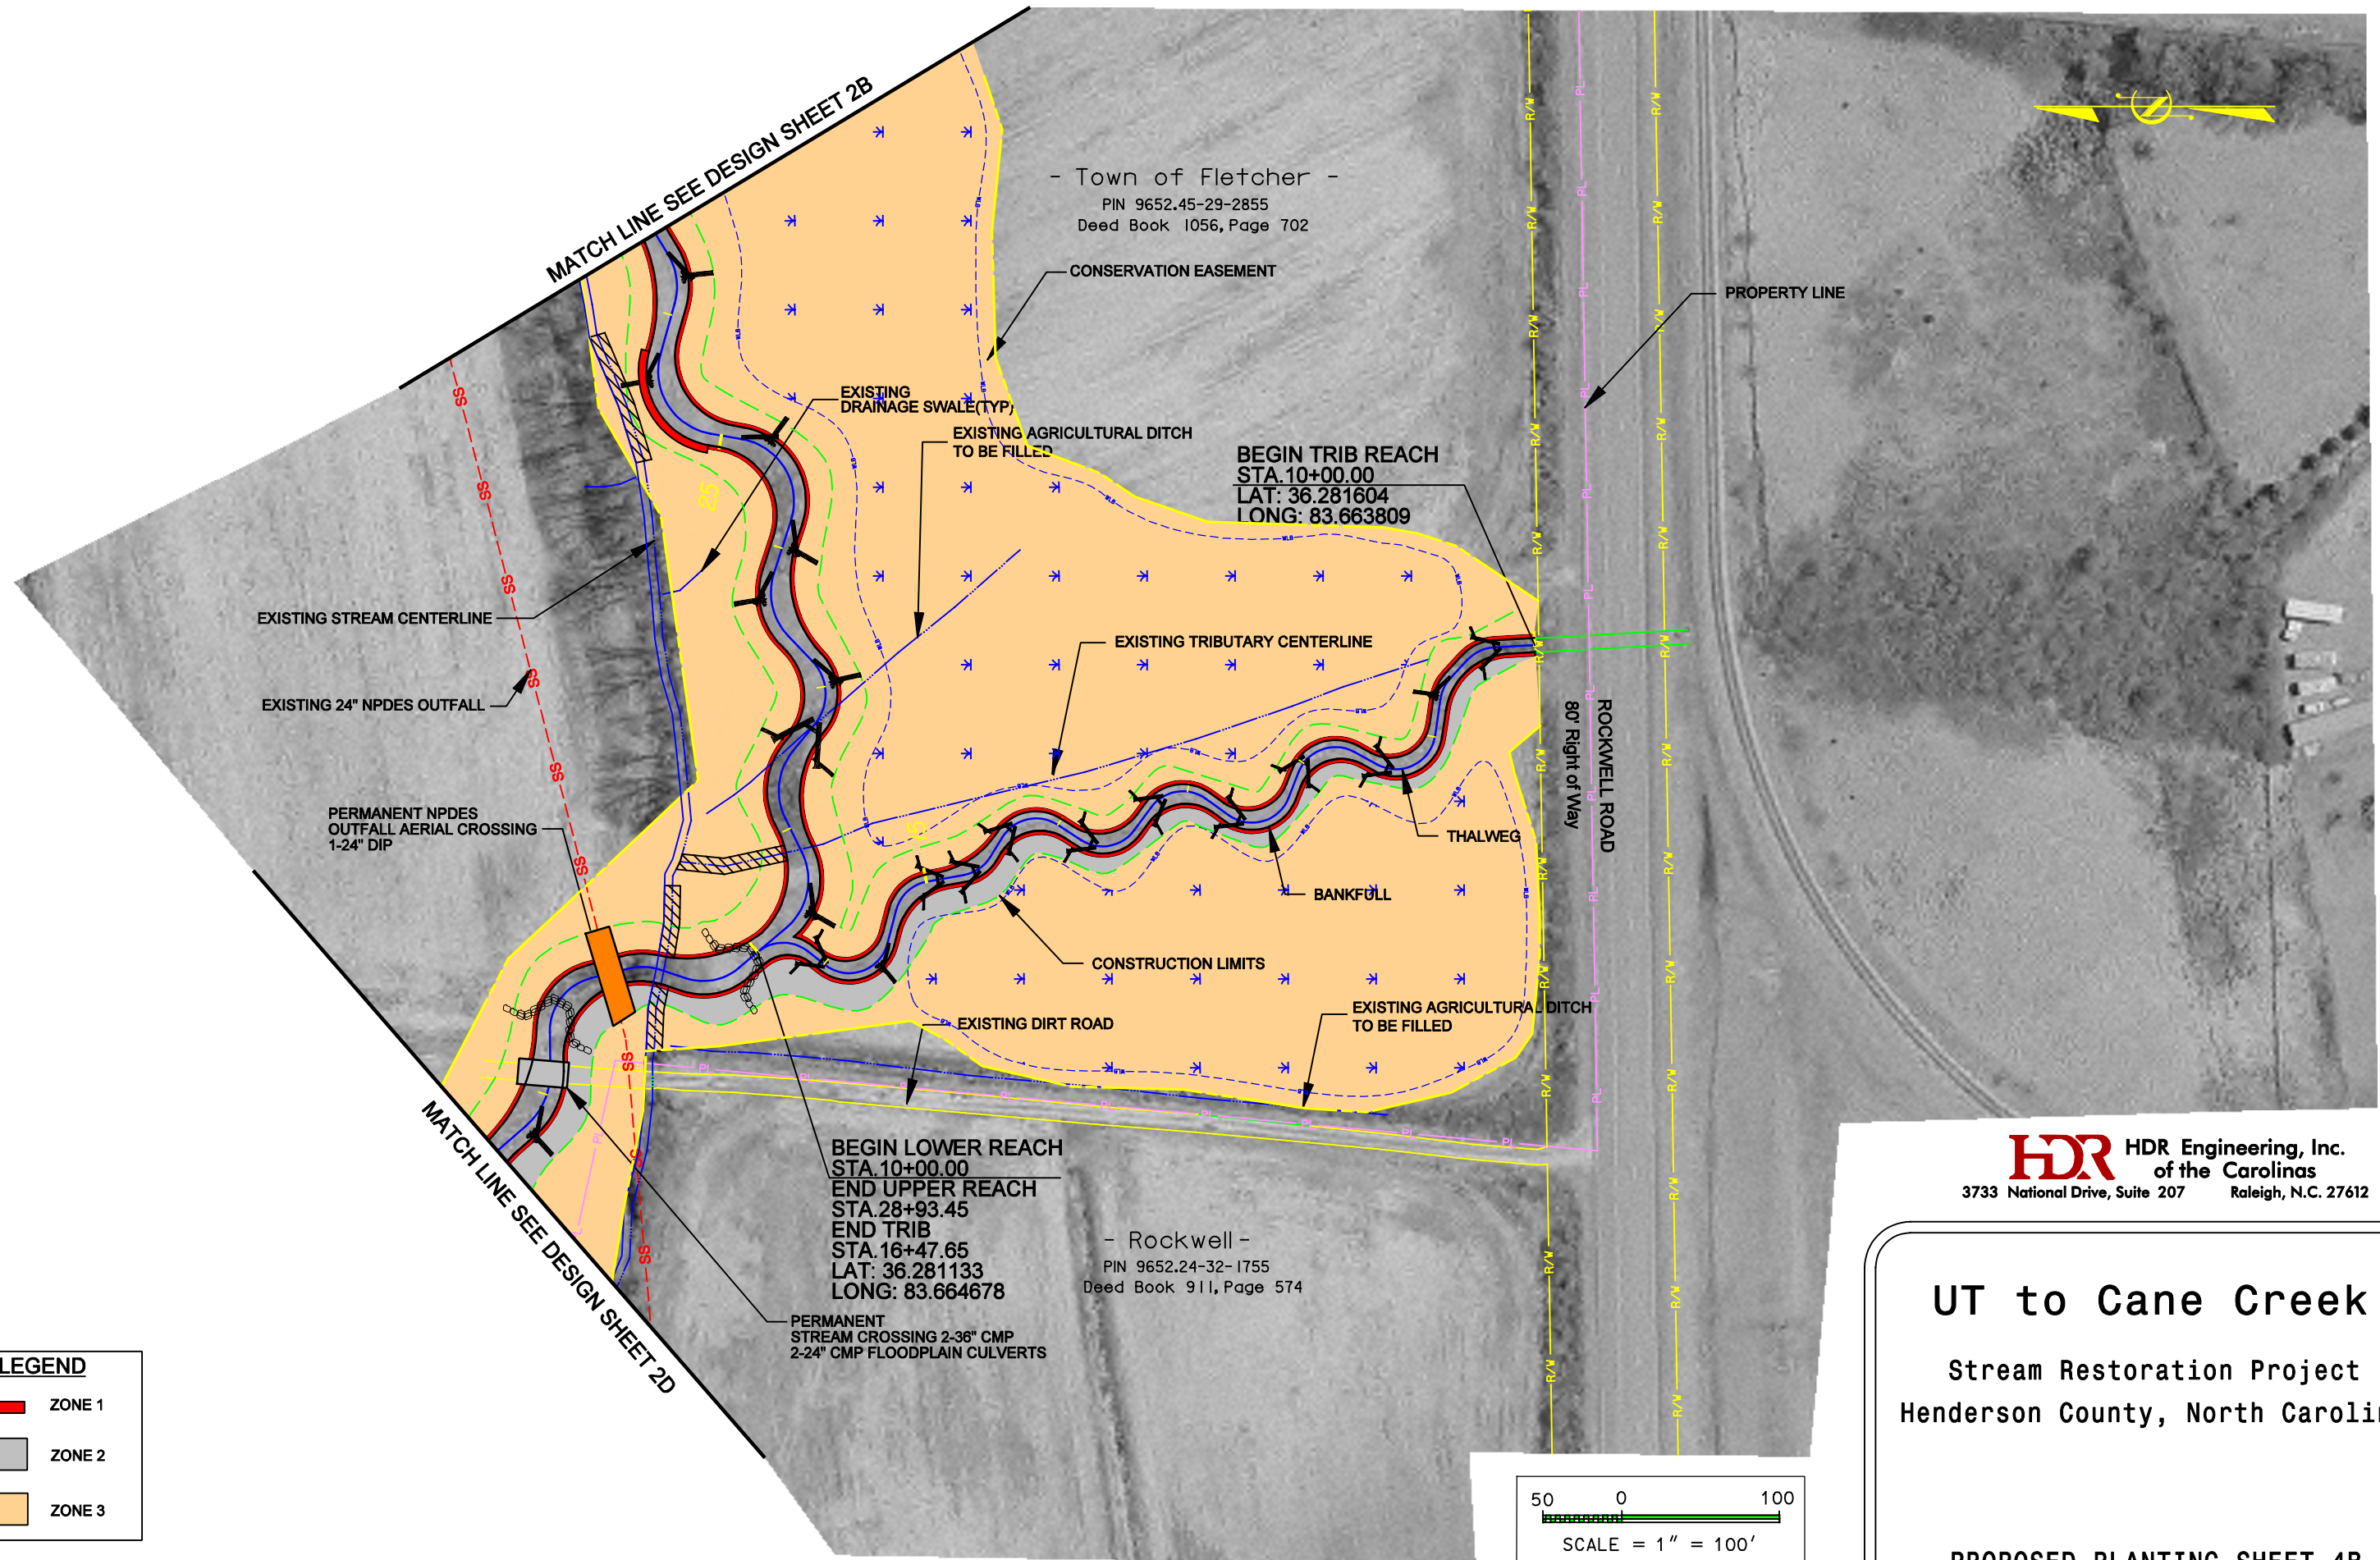 MATCH LINE SEE DESIGN SHEET 2B
- Town of Fletcher -
PIN 9652.45-29-2855
Deed Book 1056, Page 702
CONSERVATION EASEMENT
PROPERTY LINE
EXISTING
DRAINAGE SWALE(TYP)
EXISTING AGRICULTURAL DITCH
TO BE FILLED
BEGIN TRIB REACH
STA.10+00.00
LAT: 36.281604
LONG: 83.663809
25
EXISTING STREAM CENTERLINE
EXISTING TRIBUTARY CENTERLINE
EXISTING 24" NPDES OUTFALL
ROCKWELL ROAD
80' Right of Way
PERMANENT NPDES
OUTFALL AERIAL CROSSING
1-24" DIP
THALWEG
BANKFULL
CONSTRUCTION LIMITS
EXISTING AGRICULTURAL DITCH
TO BE FILLED
EXISTING DIRT ROAD
MATCH LINE SEE DESIGN SHEET 2D
BEGIN LOWER REACH
STA.10+00.00
END UPPER REACH
STA.28+93.45
END TRIB
STA.16+47.65
LAT: 36.281133
LONG: 83.664678
- Rockwell -
PIN 9652.24-32-1755
Deed Book 911, Page 574
PERMANENT
STREAM CROSSING 2-36" CMP
2-24" CMP FLOODPLAIN CULVERTS
R/W
PL
SS
HDR
HDR Engineering, Inc.
of the Carolinas
3733 National Drive, Suite 207 Raleigh, N.C. 27612
UT to Cane Creek
Stream Restoration Project
Henderson County, North Carolin
PROPOSED PLANTING SHEET 4B
LEGEND
ZONE 1
ZONE 2
ZONE 3
50 0 100
SCALE = 1" = 100'